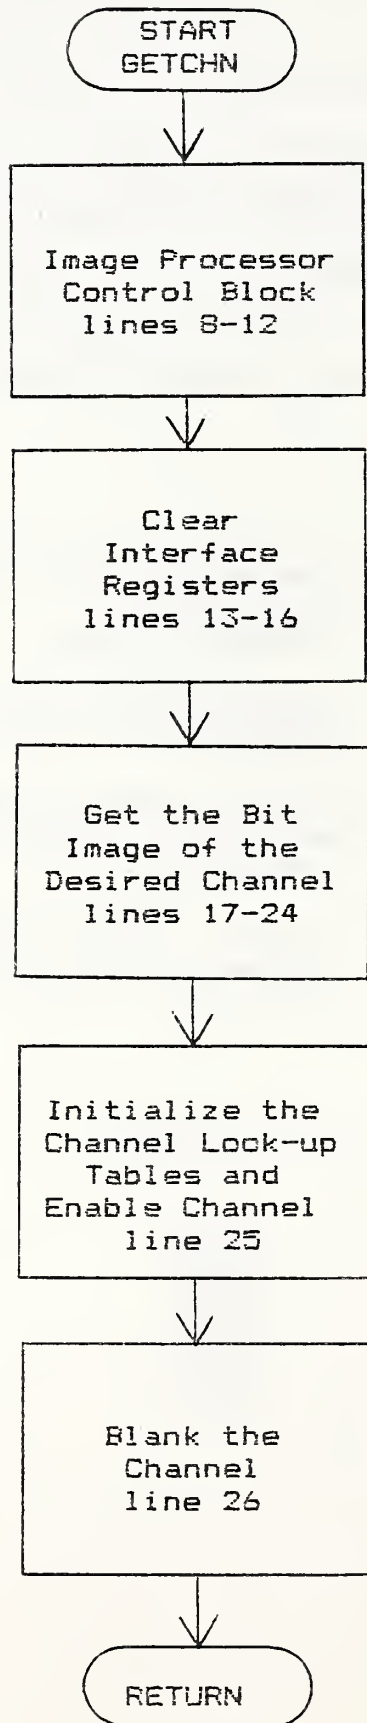 START
GETCHN
Image Processor
Control Block
lines 8-12
Clear
Interface
Registers
lines 13-16
Get the Bit
Image of the
Desired Channel
lines 17-24
Initialize the
Channel Look-up
Tables and
Enable Channel
line 25
Blank the
Channel
line 26
RETURN